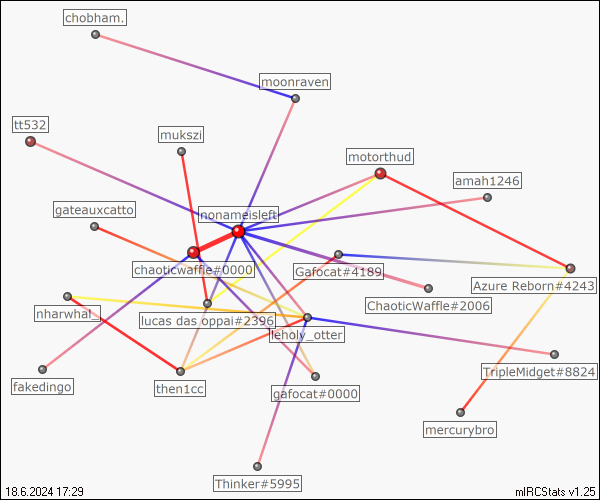 chobham.
moonraven
tt532
mukszi
motorthud
amah1246
gateauxcatto
nonameisleft
chaoticwaffle#0000
Gafocat#4189
Azure Reborn#4243
ChaoticWaffle#2006
nharwhal_
lucas das oppai#2396
leholy_otter
TripleMidget#8824
fakedingo
then1cc
gafocat#0000
mercurybro
Thinker#5995
18.6.2024 17:29
mIRCStats v1.25